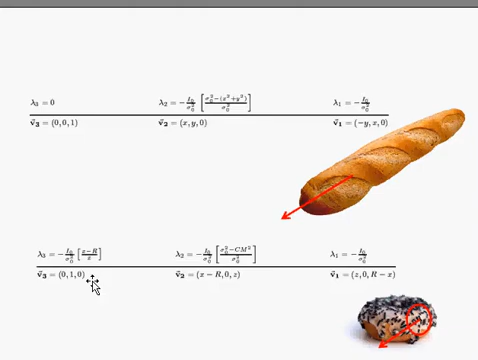 λ₃ = 0    λ₂ = −I₀/σ₀² [(σ₀²−(x²+y²))/σ₀²]    λ₁ = −I₀/σ₀²
v⃗₃ = (0,0,1)    v⃗₂ = (x,y,0)    v⃗₁ = (−y,x,0)
λ₃ = −I₀/σ₀² [(x−R)/x]    λ₂ = −I₀/σ₀² [(σ₀²−CM²)/σ₀²]    λ₁ = −I₀/σ₀²
v⃗₃ = (0,1,0)    v⃗₂ = (x−R,0,z)    v⃗₁ = (z,0,R−x)